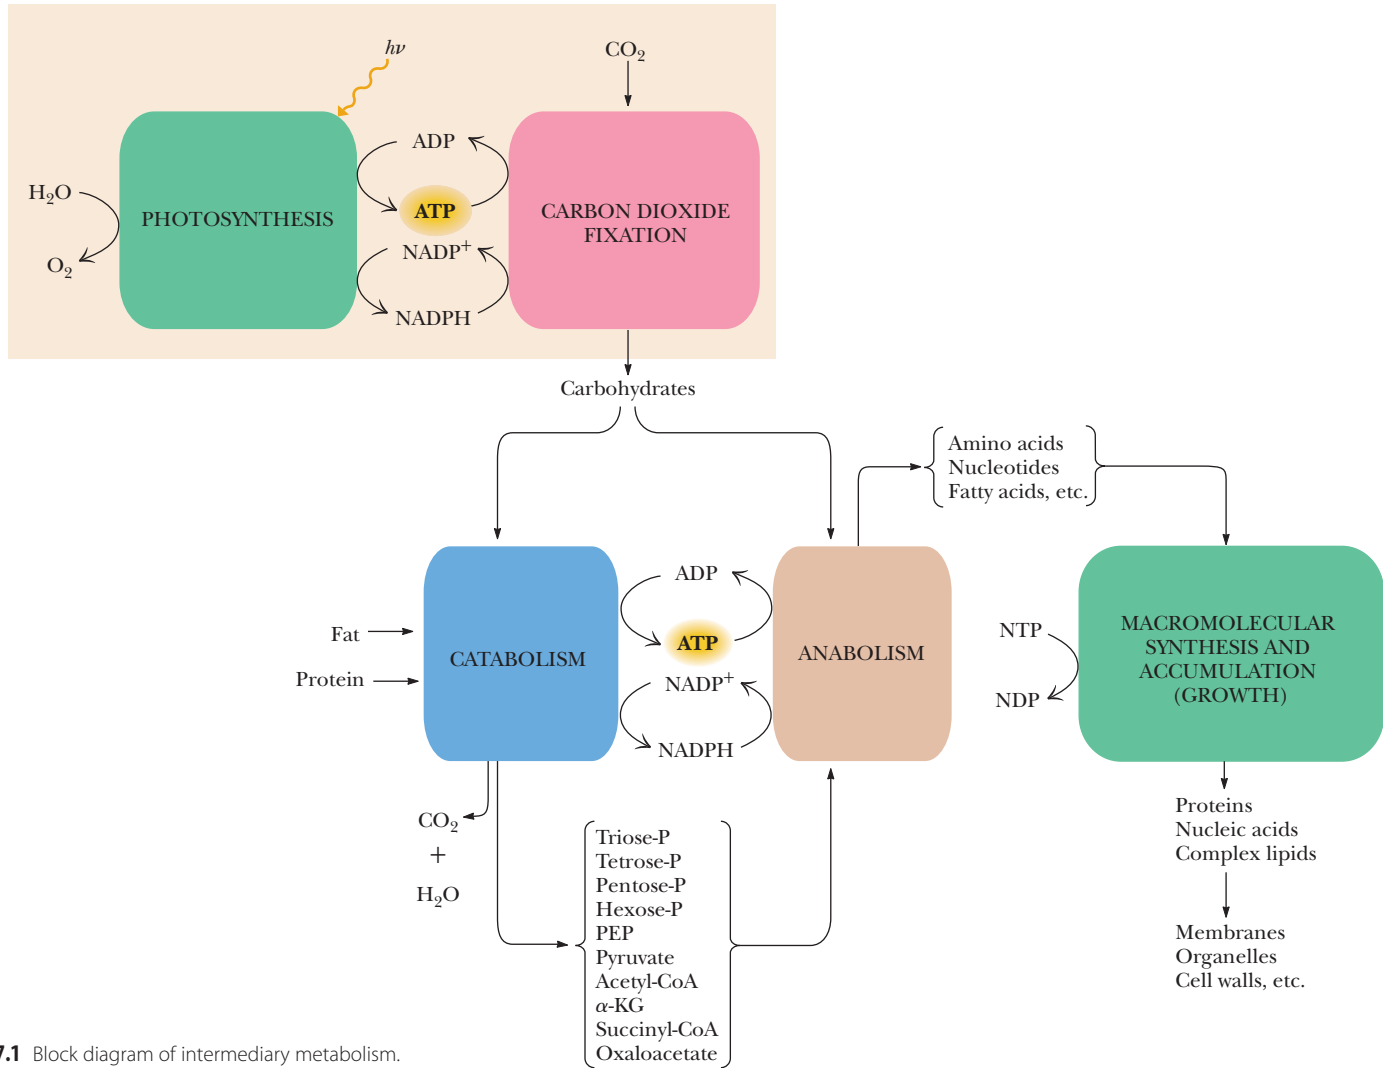 hν
CO₂
H₂O
O₂
PHOTOSYNTHESIS
ADP
ATP
NADP⁺
NADPH
CARBON DIOXIDE
FIXATION
Carbohydrates
Fat
Protein
CATABOLISM
ADP
ATP
NADP⁺
NADPH
ANABOLISM
Amino acids
Nucleotides
Fatty acids, etc.
NTP
NDP
MACROMOLECULAR
SYNTHESIS AND
ACCUMULATION
(GROWTH)
CO₂
+
H₂O
Triose-P
Tetrose-P
Pentose-P
Hexose-P
PEP
Pyruvate
Acetyl-CoA
α-KG
Succinyl-CoA
Oxaloacetate
Proteins
Nucleic acids
Complex lipids
Membranes
Organelles
Cell walls, etc.
7.1 Block diagram of intermediary metabolism.